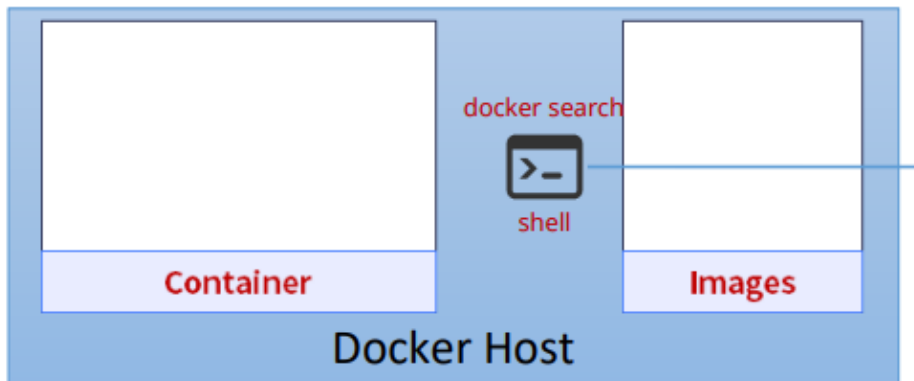 docker search
>_
shell
Container
Images
Docker Host